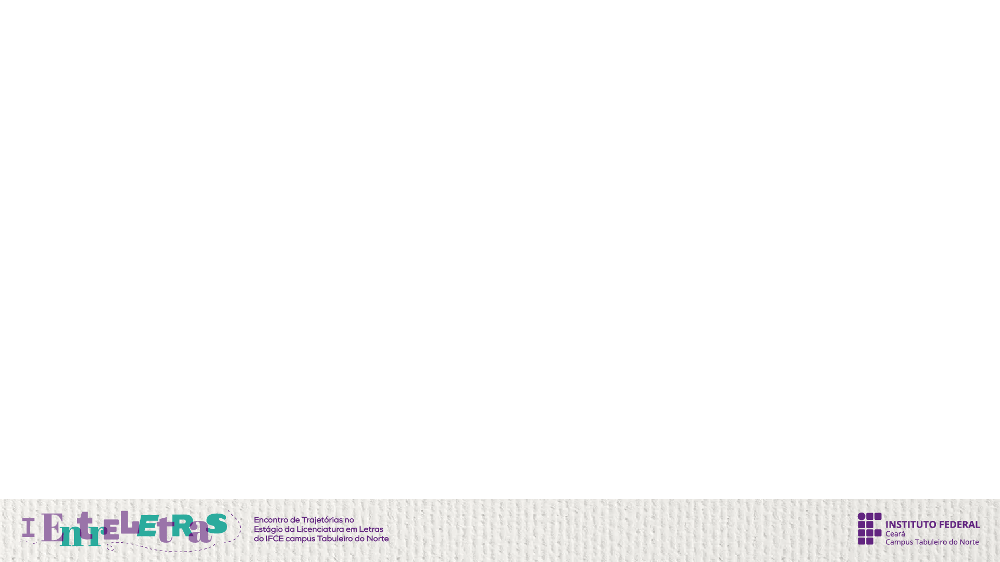 I EntreLetras
Encontro de Trajetórias no
Estágio da Licenciatura em Letras
do IFCE campus Tabuleiro do Norte
INSTITUTO FEDERAL
Ceará
Campus Tabuleiro do Norte